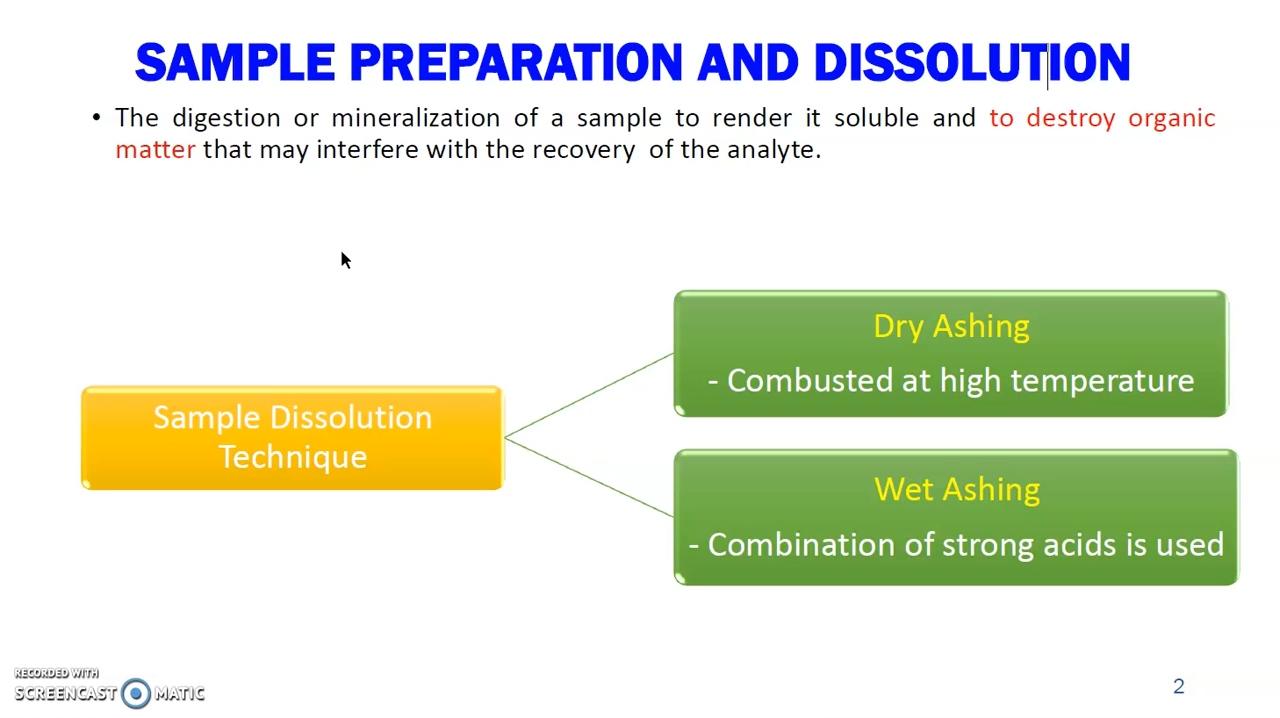 SAMPLE PREPARATION AND DISSOLUTION
• The digestion or mineralization of a sample to render it soluble and to destroy organic
matter that may interfere with the recovery of the analyte.
Dry Ashing
- Combusted at high temperature
Sample Dissolution
Technique
Wet Ashing
- Combination of strong acids is used
RECORDED WITH
SCREENCAST MATIC
2